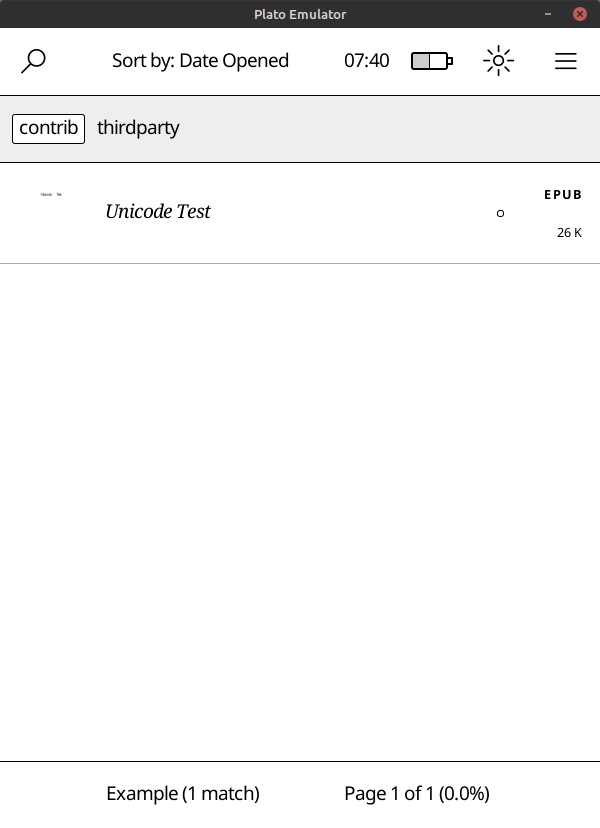 Plato Emulator
Sort by: Date Opened 07:40
contrib thirdparty
Unicode Test EPUB
26 K
Example (1 match) Page 1 of 1 (0.0%)